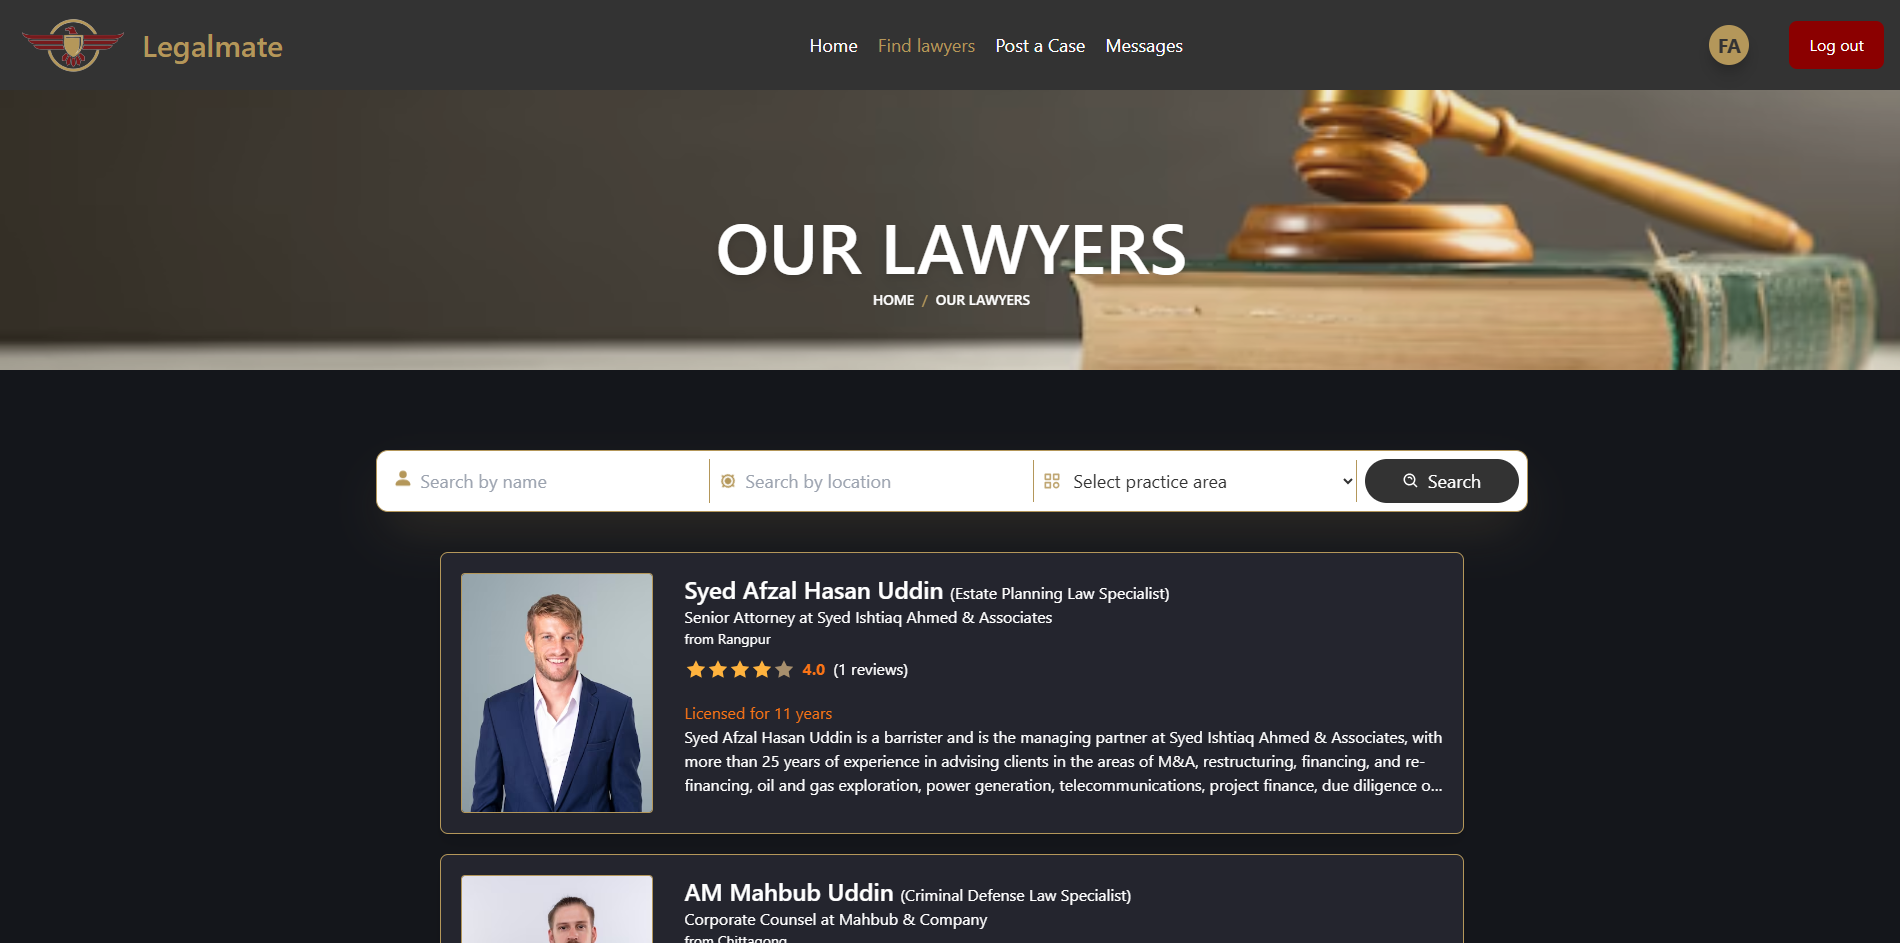 Legalmate
Home Find lawyers Post a Case Messages
FA
Log out
OUR LAWYERS
HOME / OUR LAWYERS
Search by name
Search by location
Select practice area
Search
Syed Afzal Hasan Uddin (Estate Planning Law Specialist)
Senior Attorney at Syed Ishtiaq Ahmed & Associates
from Rangpur
4.0 (1 reviews)
Licensed for 11 years
Syed Afzal Hasan Uddin is a barrister and is the managing partner at Syed Ishtiaq Ahmed & Associates, with
more than 25 years of experience in advising clients in the areas of M&A, restructuring, financing, and re-
financing, oil and gas exploration, power generation, telecommunications, project finance, due diligence o...
AM Mahbub Uddin (Criminal Defense Law Specialist)
Corporate Counsel at Mahbub & Company
from Chittagong